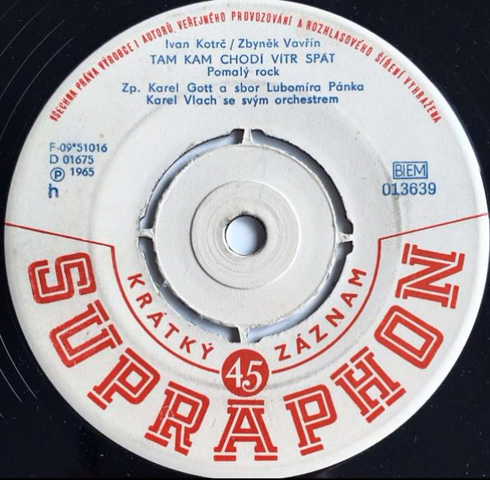 VŠECHNA PRÁVA VÝROBCE I AUTORŮ. VEŘEJNÉHO PROVOZOVÁNÍ A ROZHLASOVÉHO ŠÍŘENÍ VYHRAŽENA
Ivan Kotrč / Zbyněk Vavřín
TAM KAM CHODÍ VÍTR SPÁT
Pomalý rock
Zp. Karel Gott a sbor Lubomíra Pánka
Karel Vlach se svým orchestrem
F-09*51016
D 01675
Ⓟ 1965
h
BIEM
013639
KRÁTKÝ 45 ZÁZNAM
SUPRAPHON